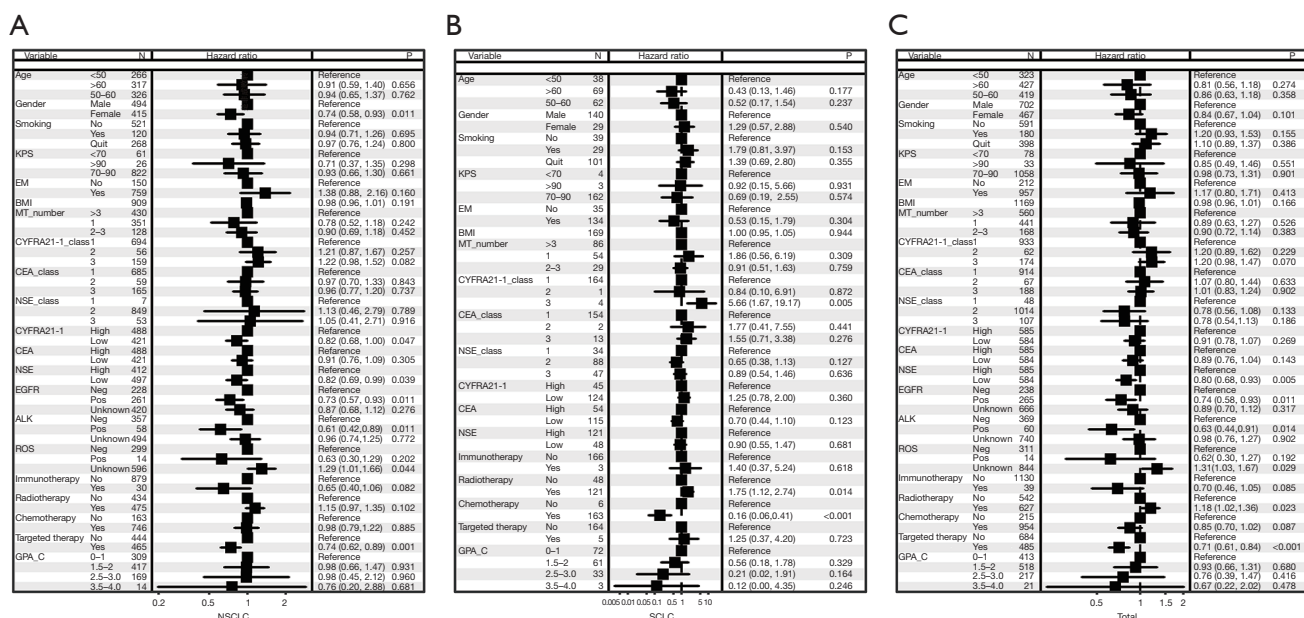 A
Variable N Hazard ratio P
Age <50 266 Reference
>60 317 0.91 (0.59, 1.40) 0.656
50–60 326 0.94 (0.65, 1.37) 0.762
Gender Male 494 Reference
Female 415 0.74 (0.58, 0.93) 0.011
Smoking No 521 Reference
Yes 120 0.94 (0.71, 1.26) 0.695
Quit 268 0.97 (0.76, 1.24) 0.800
KPS <70 61 Reference
>90 26 0.71 (0.37, 1.35) 0.298
70–90 822 0.93 (0.66, 1.30) 0.661
EM No 150 Reference
Yes 759 1.38 (0.88, 2.16) 0.160
BMI 909 0.98 (0.96, 1.01) 0.191
MT_number >3 430 Reference
1 351 0.78 (0.52, 1.18) 0.242
2–3 128 0.90 (0.69, 1.18) 0.452
CYFRA21-1_class 1 694 Reference
2 56 1.21 (0.87, 1.67) 0.257
3 159 1.22 (0.98, 1.52) 0.082
CEA_class 1 685 Reference
2 59 0.97 (0.70, 1.33) 0.843
3 165 0.96 (0.77, 1.20) 0.737
NSE_class 1 7 Reference
2 849 1.13 (0.46, 2.79) 0.789
3 53 1.05 (0.41, 2.71) 0.916
CYFRA21-1 High 488 Reference
Low 421 0.82 (0.68, 1.00) 0.047
CEA High 488 Reference
Low 421 0.91 (0.76, 1.09) 0.305
NSE High 412 Reference
Low 497 0.82 (0.69, 0.99) 0.039
EGFR Neg 228 Reference
Pos 261 0.73 (0.57, 0.93) 0.011
Unknown 420 0.87 (0.68, 1.12) 0.276
ALK Neg 357 Reference
Pos 58 0.61 (0.42,0.89) 0.011
Unknown 494 0.96 (0.74,1.25) 0.772
ROS Neg 299 Reference
Pos 14 0.63 (0.30,1.29) 0.202
Unknown 596 1.29 (1.01,1.66) 0.044
Immunotherapy No 879 Reference
Yes 30 0.65 (0.40,1.06) 0.082
Radiotherapy No 434 Reference
Yes 475 1.15 (0.97, 1.35) 0.102
Chemotherapy No 163 Reference
Yes 746 0.98 (0.79,1.22) 0.885
Targeted therapy No 444 Reference
Yes 465 0.74 (0.62, 0.89) 0.001
GPA_C 0–1 309 Reference
1.5–2 417 0.98 (0.66, 1.47) 0.931
2.5–3.0 169 0.98 (0.45, 2.12) 0.960
3.5–4.0 14 0.76 (0.20, 2.88) 0.681
0.2 0.5 1 2
NSCLC
B
Variable N Hazard ratio P
Age <50 38 Reference
>60 69 0.43 (0.13, 1.46) 0.177
50–60 62 0.52 (0.17, 1.54) 0.237
Gender Male 140 Reference
Female 29 1.29 (0.57, 2.88) 0.540
Smoking No 39 Reference
Yes 29 1.79 (0.81, 3.97) 0.153
Quit 101 1.39 (0.69, 2.80) 0.355
KPS <70 4 Reference
>90 3 0.92 (0.15, 5.66) 0.931
70–90 162 0.69 (0.19, 2.55) 0.574
EM No 35 Reference
Yes 134 0.53 (0.15, 1.79) 0.304
BMI 169 1.00 (0.95, 1.05) 0.944
MT_number >3 86 Reference
1 54 1.86 (0.56, 6.19) 0.309
2–3 29 0.91 (0.51, 1.63) 0.759
CYFRA21-1_class 1 164 Reference
2 1 0.84 (0.10, 6.91) 0.872
3 4 5.66 (1.67, 19.17) 0.005
CEA_class 1 154 Reference
2 2 1.77 (0.41, 7.55) 0.441
3 13 1.55 (0.71, 3.38) 0.276
NSE_class 1 34 Reference
2 88 0.65 (0.38, 1.13) 0.127
3 47 0.89 (0.54, 1.46) 0.636
CYFRA21-1 High 45 Reference
Low 124 1.25 (0.78, 2.00) 0.360
CEA High 54 Reference
Low 115 0.70 (0.44, 1.10) 0.123
NSE High 121 Reference
Low 48 0.90 (0.55, 1.47) 0.681
Immunotherapy No 166 Reference
Yes 3 1.40 (0.37, 5.24) 0.618
Radiotherapy No 48 Reference
Yes 121 1.75 (1.12, 2.74) 0.014
Chemotherapy No 6 Reference
Yes 163 0.16 (0.06,0.41) <0.001
Targeted therapy No 164 Reference
Yes 5 1.25 (0.37, 4.20) 0.723
GPA_C 0–1 72 Reference
1.5–2 61 0.56 (0.18, 1.78) 0.329
2.5–3.0 33 0.21 (0.02, 1.91) 0.164
3.5–4.0 3 0.12 (0.00, 4.35) 0.246
0.005 0.01 0.05 0.1 0.5 1 5 10
SCLC
C
Variable N Hazard ratio P
Age <50 323 Reference
>60 427 0.81 (0.56, 1.18) 0.274
50–60 419 0.86 (0.63, 1.18) 0.358
Gender Male 702 Reference
Female 467 0.84 (0.67, 1.04) 0.101
Smoking No 591 Reference
Yes 180 1.20 (0.93, 1.53) 0.155
Quit 398 1.10 (0.89, 1.37) 0.386
KPS <70 78 Reference
>90 33 0.85 (0.49, 1.46) 0.551
70–90 1058 0.98 (0.73, 1.31) 0.901
EM No 212 Reference
Yes 957 1.17 (0.80, 1.71) 0.413
BMI 1169 0.98 (0.96, 1.01) 0.166
MT_number >3 560 Reference
1 441 0.89 (0.63, 1.27) 0.526
2–3 168 0.90 (0.72, 1.14) 0.383
CYFRA21-1_class 1 933 Reference
2 62 1.20 (0.89, 1.62) 0.229
3 174 1.20 (0.98, 1.47) 0.070
CEA_class 1 914 Reference
2 67 1.07 (0.80, 1.44) 0.633
3 188 1.01 (0.83, 1.24) 0.902
NSE_class 1 48 Reference
2 1014 0.78 (0.56, 1.08) 0.133
3 107 0.78 (0.54,1.13) 0.186
CYFRA21-1 High 585 Reference
Low 584 0.91 (0.78, 1.07) 0.269
CEA High 585 Reference
Low 584 0.89 (0.76, 1.04) 0.143
NSE High 585 Reference
Low 584 0.80 (0.68, 0.93) 0.005
EGFR Neg 238 Reference
Pos 265 0.74 (0.58, 0.93) 0.011
Unknown 666 0.89 (0.70, 1.12) 0.317
ALK Neg 369 Reference
Pos 60 0.63 (0.44,0.91) 0.014
Unknown 740 0.98 (0.76, 1.27) 0.902
ROS Neg 311 Reference
Pos 14 0.62( 0.30, 1.27) 0.192
Unknown 844 1.31(1.03, 1.67) 0.029
Immunotherapy No 1130 Reference
Yes 39 0.70 (0.46, 1.05) 0.085
Radiotherapy No 542 Reference
Yes 627 1.18 (1.02,1.36) 0.023
Chemotherapy No 215 Reference
Yes 954 0.85 (0.70, 1.02) 0.087
Targeted therapy No 684 Reference
Yes 485 0.71 (0.61, 0.84) <0.001
GPA_C 0–1 413 Reference
1.5–2 518 0.93 (0.66, 1.31) 0.680
2.5–3.0 217 0.76 (0.39, 1.47) 0.416
3.5–4.0 21 0.67 (0.22, 2.02) 0.478
0.5 1 1.5 2
Total